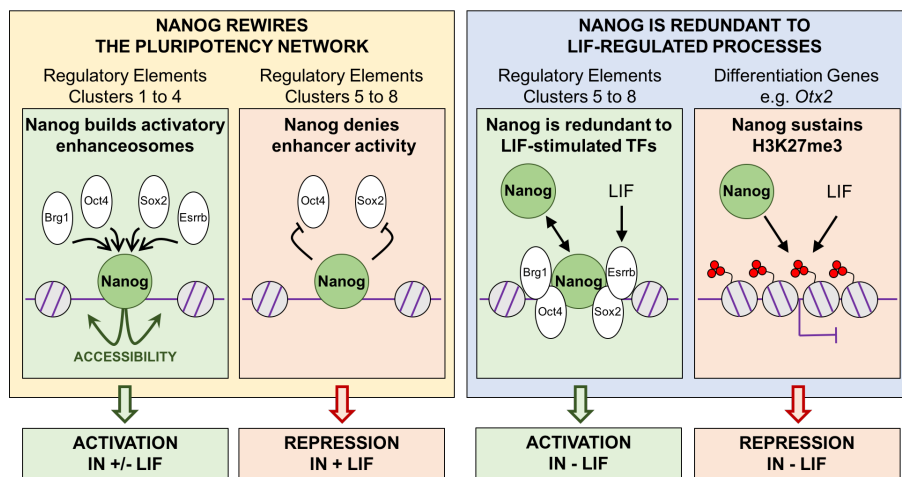 NANOG REWIRES
THE PLURIPOTENCY NETWORK
Regulatory Elements
Clusters 1 to 4
Nanog builds activatory
enhanceosomes
Brg1
Oct4
Sox2
Esrrb
Nanog
ACCESSIBILITY
ACTIVATION
IN +/- LIF
Regulatory Elements
Clusters 5 to 8
Nanog denies
enhancer activity
Oct4
Sox2
Nanog
REPRESSION
IN + LIF
NANOG IS REDUNDANT TO
LIF-REGULATED PROCESSES
Regulatory Elements
Clusters 5 to 8
Nanog is redundant to
LIF-stimulated TFs
Nanog
LIF
Brg1
Nanog
Esrrb
Oct4
Sox2
ACTIVATION
IN - LIF
Differentiation Genes
e.g. Otx2
Nanog sustains
H3K27me3
Nanog
LIF
REPRESSION
IN - LIF